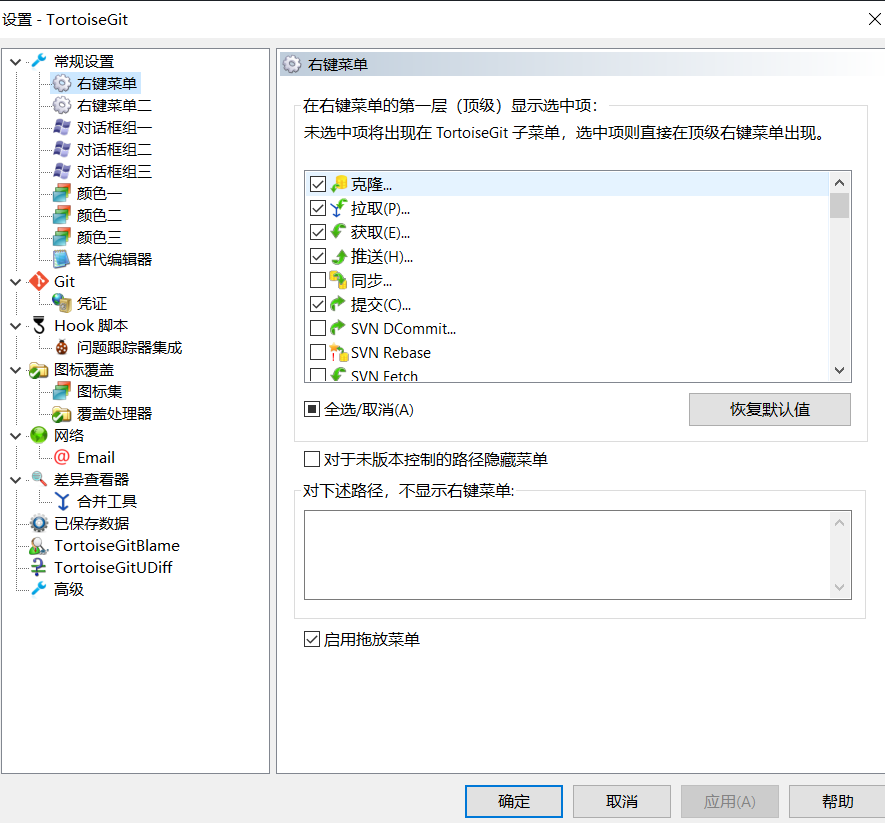 设置 - TortoiseGit
常规设置
右键菜单
右键菜单二
对话框组一
对话框组二
对话框组三
颜色一
颜色二
颜色三
替代编辑器
Git
凭证
Hook 脚本
问题跟踪器集成
图标覆盖
图标集
覆盖处理器
网络
Email
差异查看器
合并工具
已保存数据
TortoiseGitBlame
TortoiseGitUDiff
高级
右键菜单
在右键菜单的第一层（顶级）显示选中项:
未选中项将出现在 TortoiseGit 子菜单，选中项则直接在顶级右键菜单出现。
克隆...
拉取(P)...
获取(E)...
推送(H)...
同步...
提交(C)...
SVN DCommit...
SVN Rebase
SVN Fetch
全选/取消(A)
恢复默认值
对于未版本控制的路径隐藏菜单
对下述路径，不显示右键菜单:
启用拖放菜单
确定
取消
应用(A)
帮助